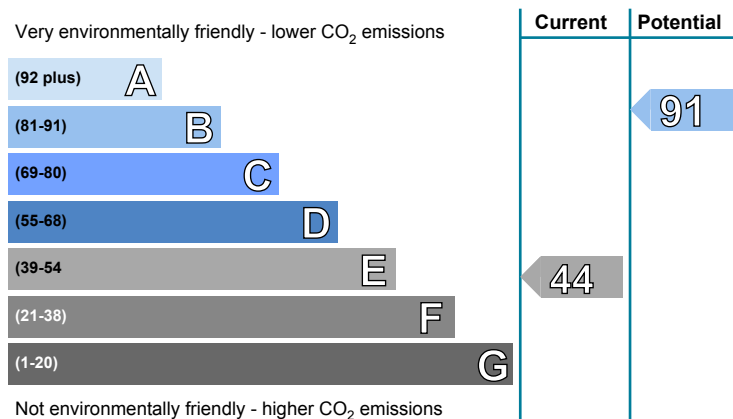 Very environmentally friendly - lower CO₂ emissions
Current
Potential
(92 plus) A
(81-91) B
91
(69-80) C
(55-68) D
(39-54 E
44
(21-38) F
(1-20) G
Not environmentally friendly - higher CO₂ emissions